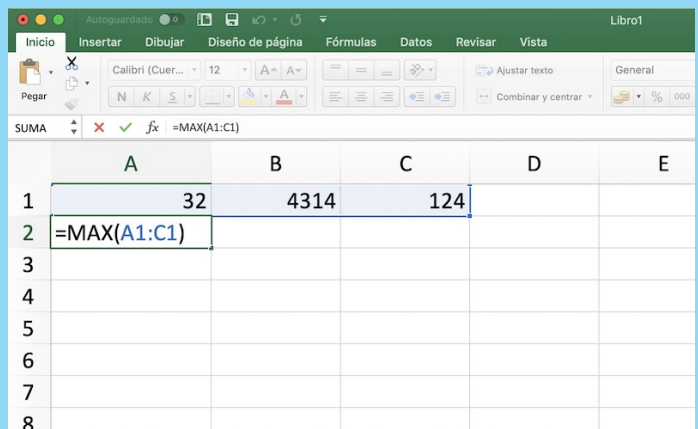 Autoguardado Libro1
Inicio Insertar Dibujar Diseño de página Fórmulas Datos Revisar Vista
Calibri (Cuer... 12 A A Ajustar texto General
Pegar N K S A Combinar y centrar % 000
SUMA fx =MAX(A1:C1)
A B C D E
1 32 4314 124
2 =MAX(A1:C1)
3
4
5
6
7
8